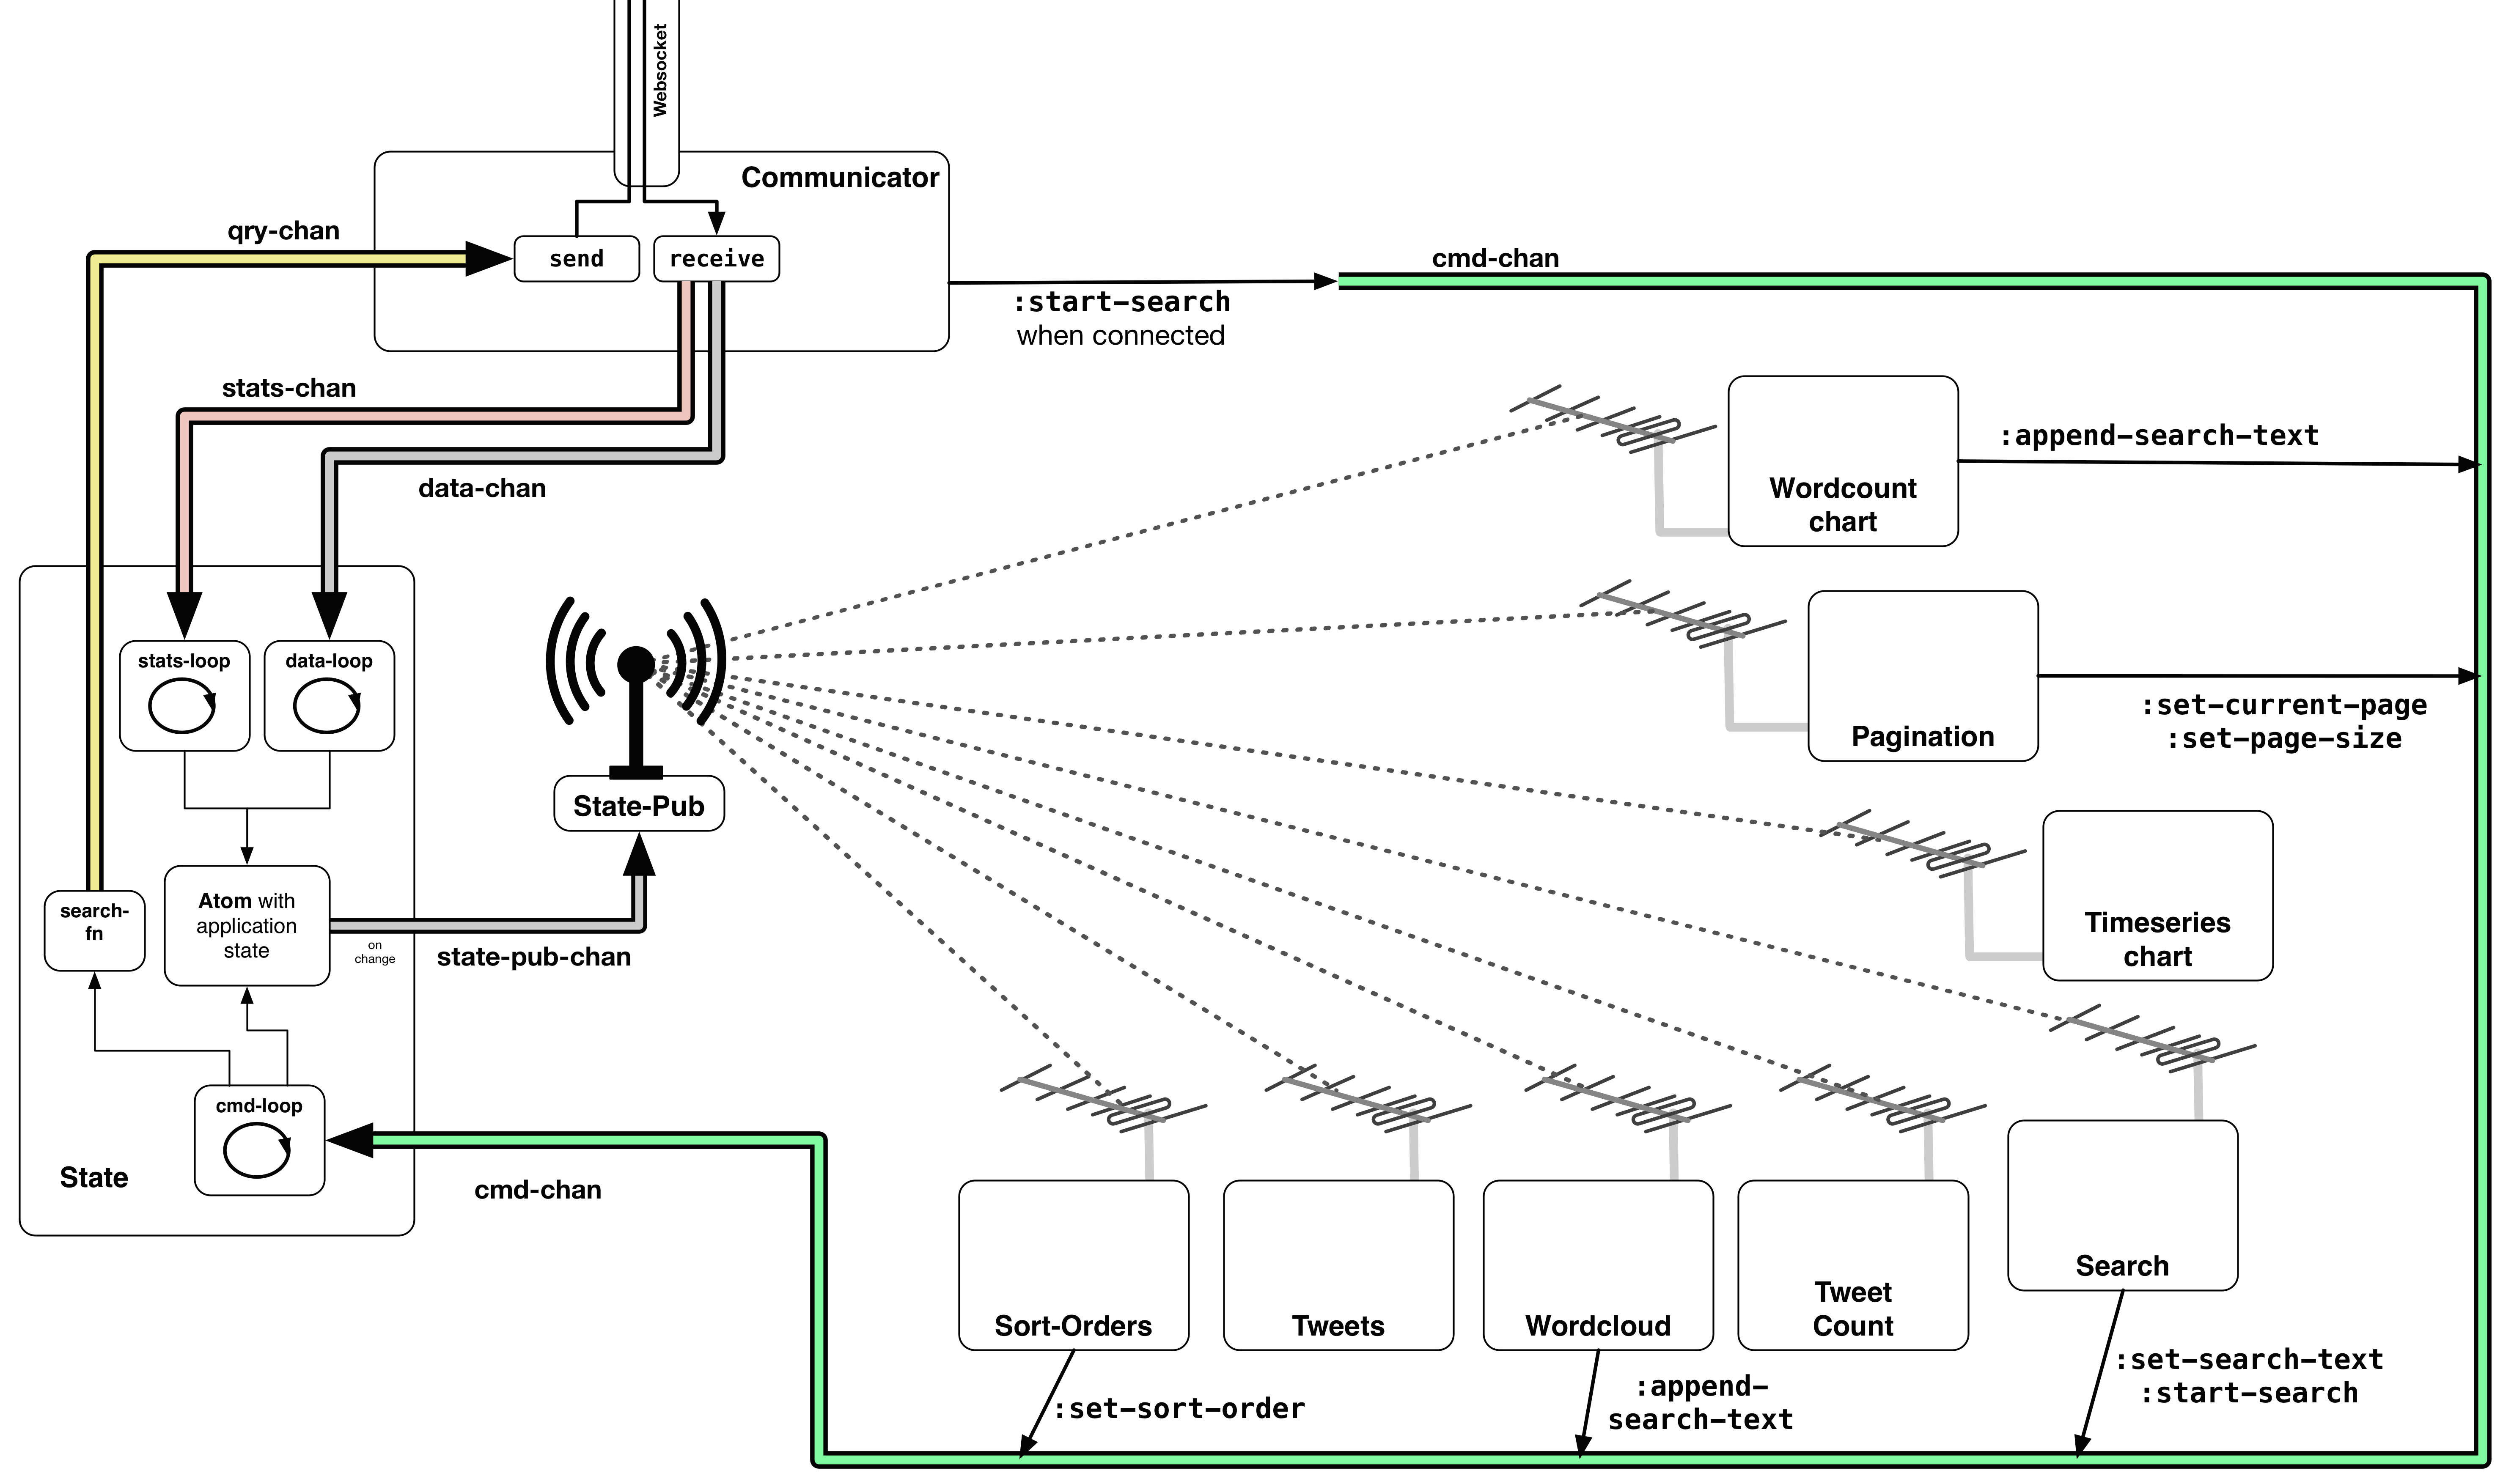 Websocket
Communicator
qry-chan
send
receive
cmd-chan
:start-search
when connected
stats-chan
data-chan
:append-search-text
Wordcount
chart
stats-loop
data-loop
:set-current-page
:set-page-size
Pagination
State-Pub
Atom with
application
state
search-
fn
on
change
state-pub-chan
Timeseries
chart
cmd-loop
State
cmd-chan
Search
Sort-Orders
Tweets
Wordcloud
Tweet
Count
:set-sort-order
:append-
search-text
:set-search-text
:start-search